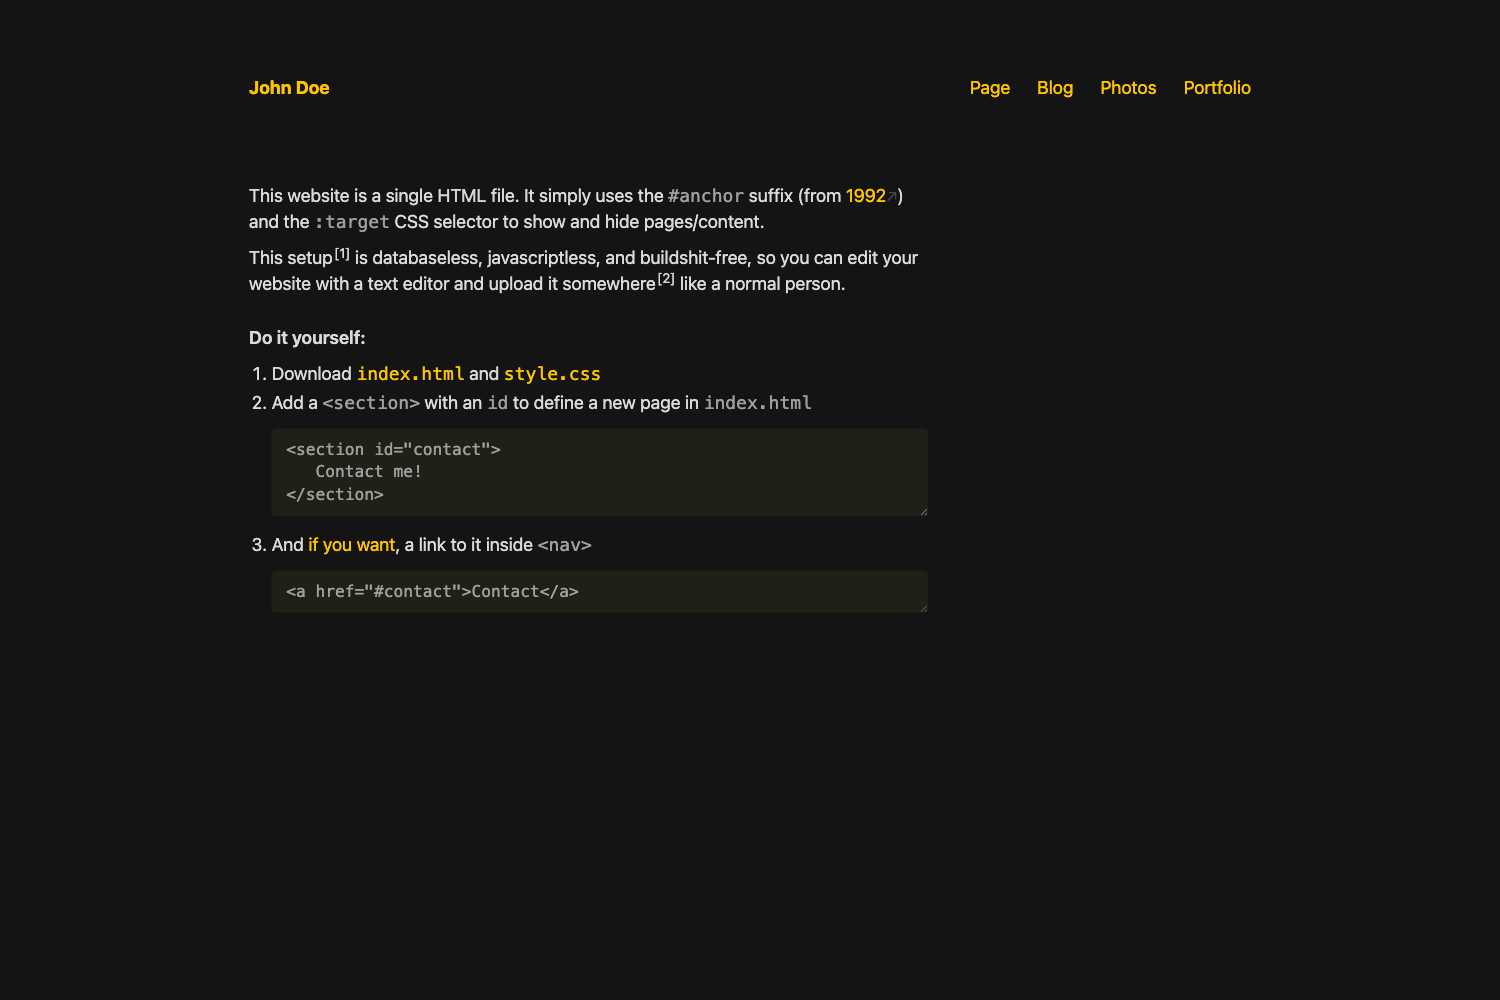 John Doe
Page Blog Photos Portfolio
This website is a single HTML file. It simply uses the #anchor suffix (from 1992↗)
and the :target CSS selector to show and hide pages/content.
This setup[1] is databaseless, javascriptless, and buildshit-free, so you can edit your
website with a text editor and upload it somewhere[2] like a normal person.
Do it yourself:
1. Download index.html and style.css
2. Add a <section> with an id to define a new page in index.html
<section id="contact">
   Contact me!
</section>
3. And if you want, a link to it inside <nav>
<a href="#contact">Contact</a>